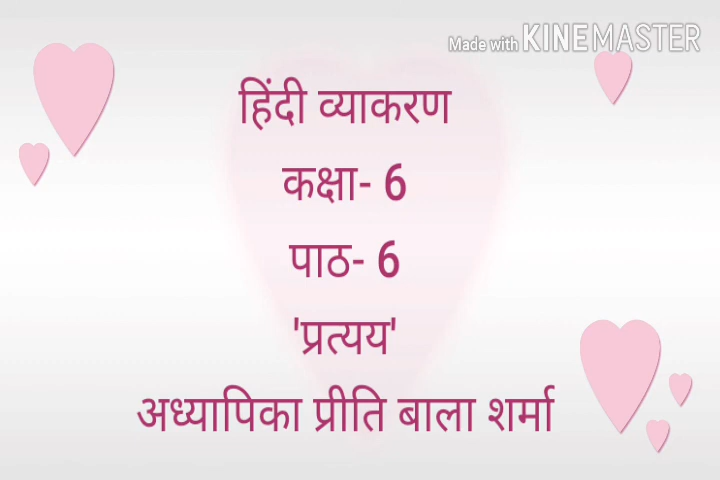 Made with KINEMASTER
हिंदी व्याकरण
कक्षा- 6
पाठ- 6
'प्रत्यय'
अध्यापिका प्रीति बाला शर्मा